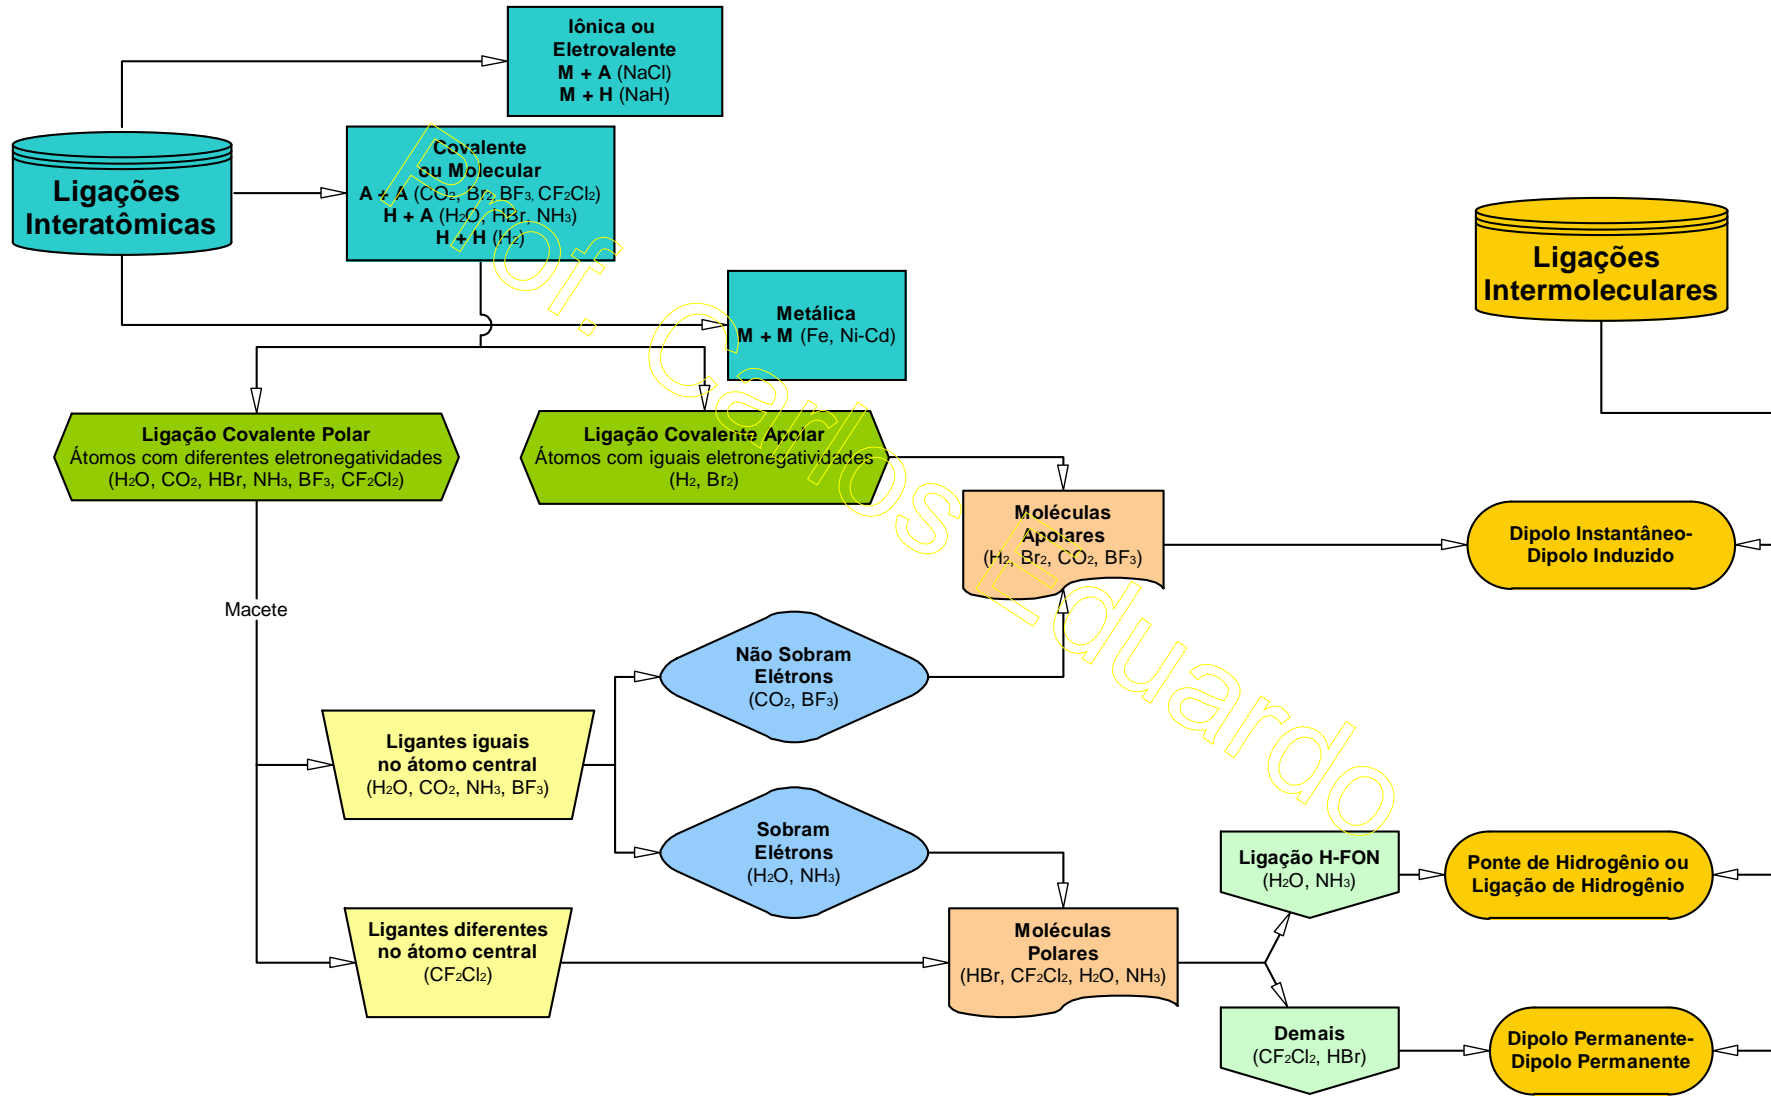 Iônica ou
Eletrovalente
M + A (NaCl)
M + H (NaH)
Ligações
Interatômicas
Covalente
ou Molecular
A + A (CO₂, Br₂, BF₃, CF₂Cl₂)
H + A (H₂O, HBr, NH₃)
H + H (H₂)
Metálica
M + M (Fe, Ni-Cd)
Ligações
Intermoleculares
Ligação Covalente Polar
Átomos com diferentes eletronegatividades
(H₂O, CO₂, HBr, NH₃, BF₃, CF₂Cl₂)
Ligação Covalente Apolar
Átomos com iguais eletronegatividades
(H₂, Br₂)
Moléculas
Apolares
(H₂, Br₂, CO₂, BF₃)
Dipolo Instantâneo-
Dipolo Induzido
Macete
Não Sobram
Elétrons
(CO₂, BF₃)
Ligantes iguais
no átomo central
(H₂O, CO₂, NH₃, BF₃)
Sobram
Elétrons
(H₂O, NH₃)
Ligação H-FON
(H₂O, NH₃)
Ponte de Hidrogênio ou
Ligação de Hidrogênio
Ligantes diferentes
no átomo central
(CF₂Cl₂)
Moléculas
Polares
(HBr, CF₂Cl₂, H₂O, NH₃)
Demais
(CF₂Cl₂, HBr)
Dipolo Permanente-
Dipolo Permanente
Prof. Carlos Eduardo